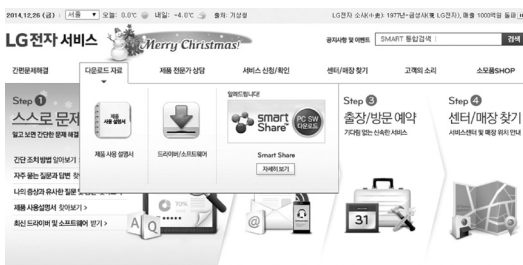 2014.12.26 (금) : 서울 오늘: 0.0℃ 내일: -4.0℃ 출처: 기상청
LG전자 소사(小史): 1977년-금성사(現 LG전자), 매출 1000억원 돌파
LG전자 서비스
Merry Christmas!
공지사항 및 이벤트 SMART 통합검색 검색
간편문제해결 다운로드 자료 제품 전문가 상담 서비스 신청/확인 센터/매장 찾기 고객의 소리 소모품SHOP
Step 1
스스로 문제
알고 보면 간단한 문제 해결
간단 조치 방법 알아보기 :
자주 묻는 질문과 답변 찾
나의 증상과 유사한 질문
제품 사용설명서 찾아보기 >
최신 드라이버 및 소프트웨어 받기 >
제품
사용 설명서
제품 사용 설명서
드라이버/소프트웨어
알려드립니다!
smart Share
PC SW
다운로드
Smart Share
자세히 보기
A Q
70%
@
Step 3
출장/방문 예약
기다림 없는 신속한 서비스
31
Step 4
센터/매장 찾기
서비스센터 및 매장 위치 안내